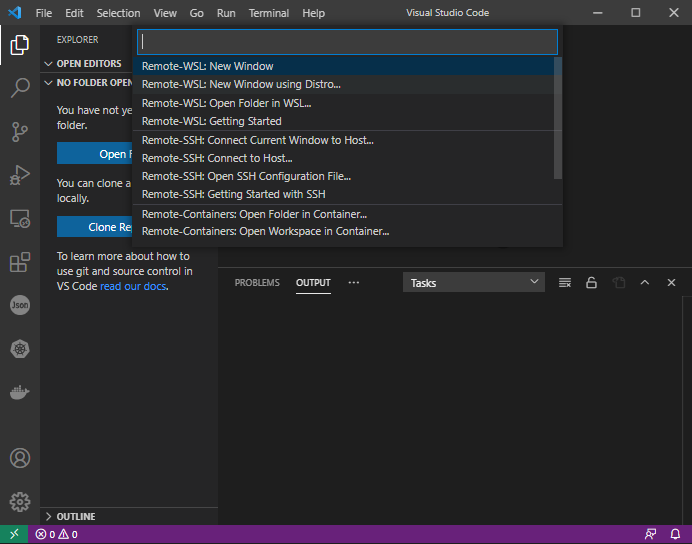 File Edit Selection View Go Run Terminal Help Visual Studio Code
EXPLORER
OPEN EDITORS
NO FOLDER OPEN
You have not ye
folder.
Open F
You can clone a
locally.
Clone Re
To learn more about how to
use git and source control in
VS Code read our docs.
OUTLINE
Remote-WSL: New Window
Remote-WSL: New Window using Distro...
Remote-WSL: Open Folder in WSL...
Remote-WSL: Getting Started
Remote-SSH: Connect Current Window to Host...
Remote-SSH: Connect to Host...
Remote-SSH: Open SSH Configuration File...
Remote-SSH: Getting Started with SSH
Remote-Containers: Open Folder in Container...
Remote-Containers: Open Workspace in Container...
PROBLEMS OUTPUT ... Tasks
Json
0 0